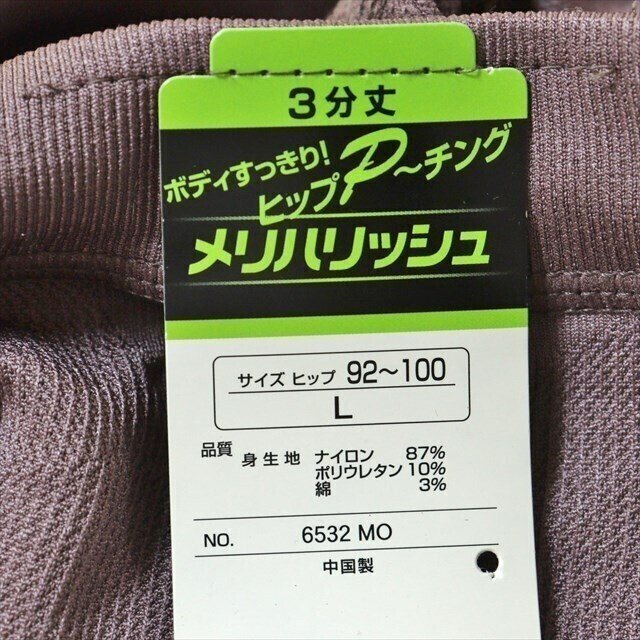 3分丈
ボディすっきり!
ヒップP〜チング
メリハリッシュ
サイズ ヒップ 92〜100
L
品質 身生地 ナイロン 87%
ポリウレタン 10%
綿 3%
NO. 6532 MO
中国製